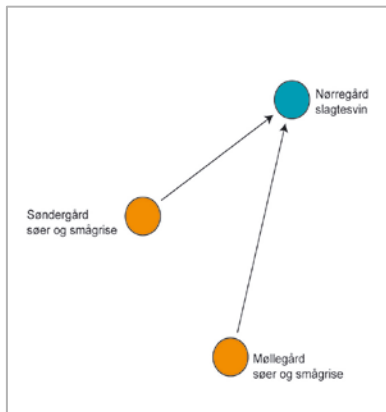 Nørregård
slagtesvin
Søndergård
søer og smågrise
Møllegård
søer og smågrise